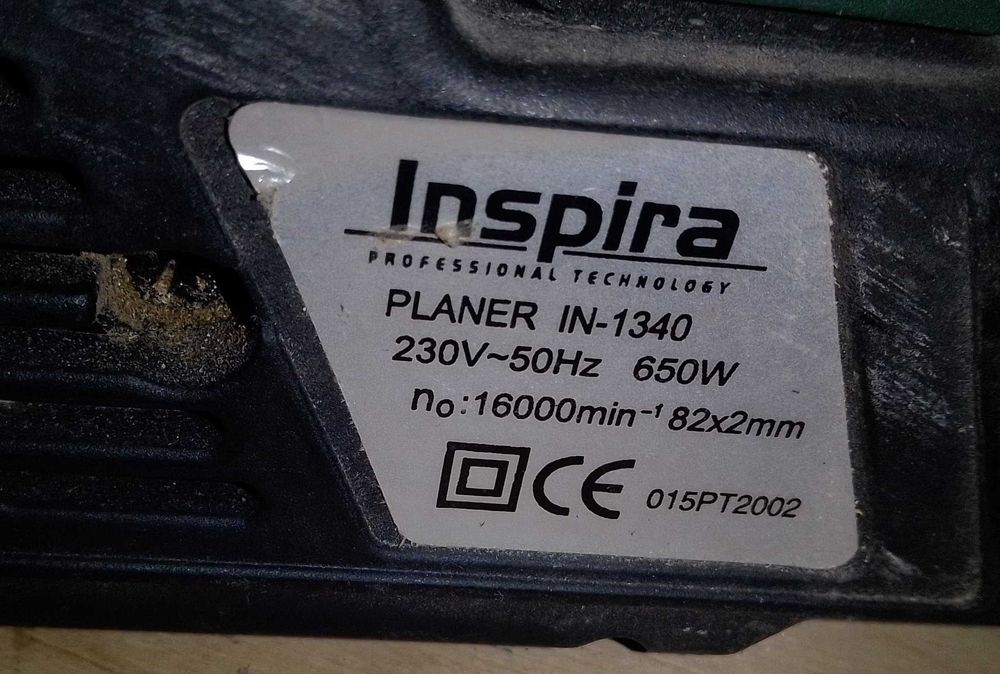 Inspira
PROFESSIONAL TECHNOLOGY
PLANER IN-1340
230V~50Hz 650W
no:16000min-1 82x2mm
CE 015PT2002